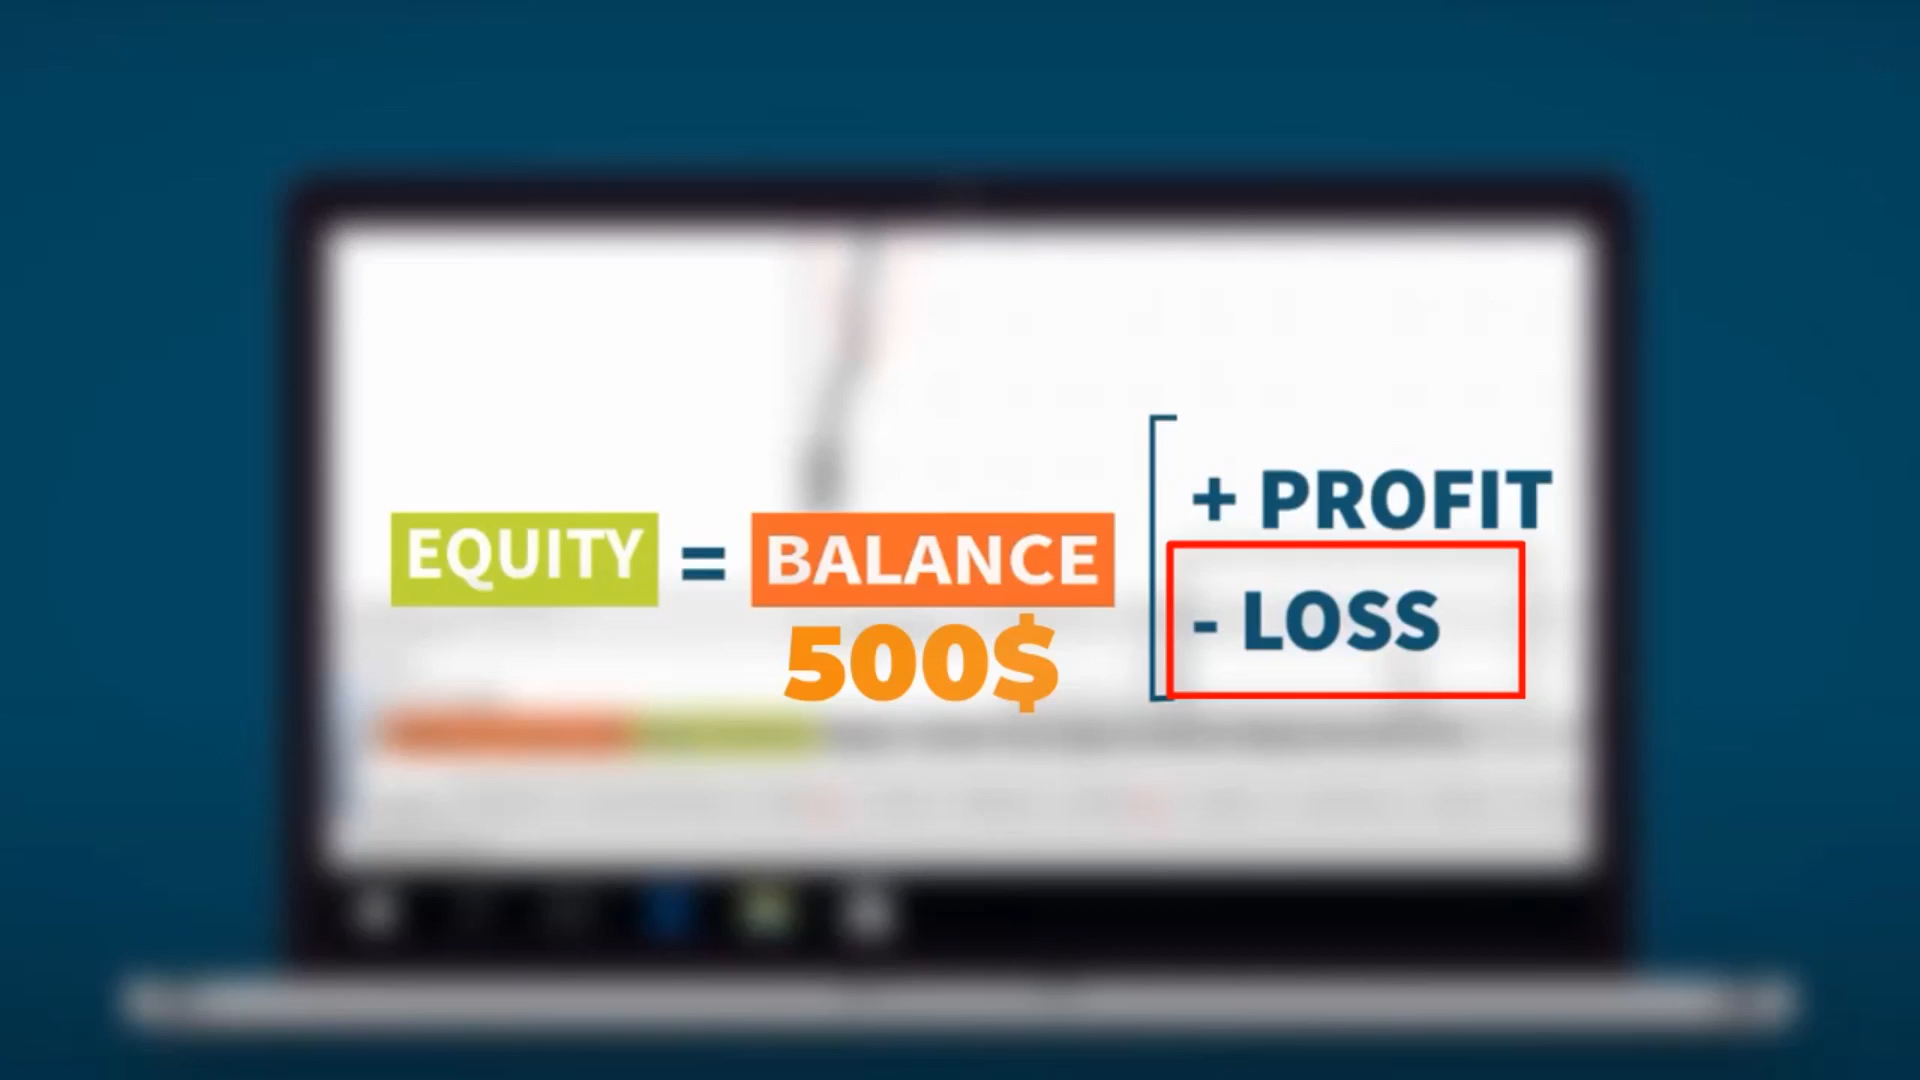 + PROFIT
EQUITY = BALANCE
- LOSS
500$